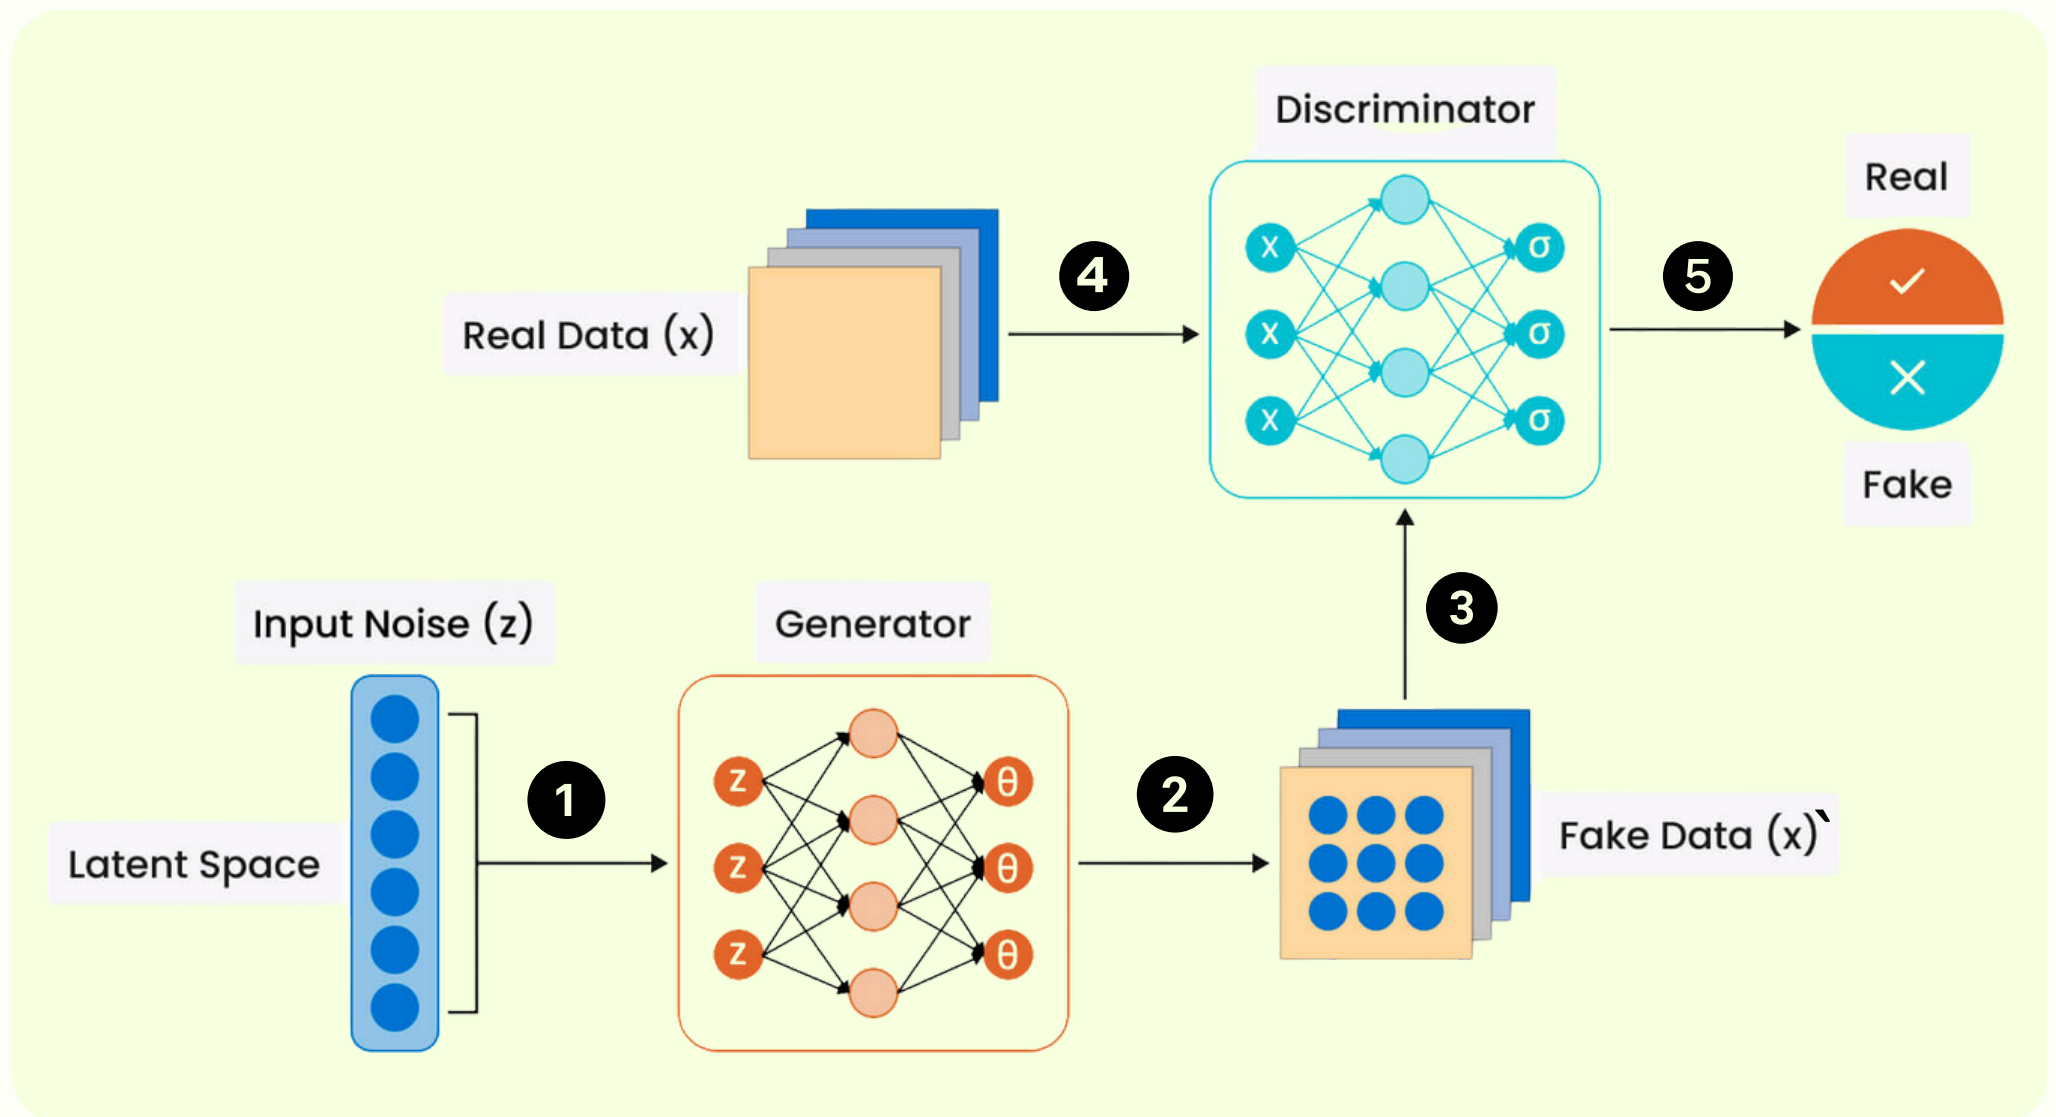 Discriminator
Real
4
5
X
σ
Real Data (x)
X
σ
X
σ
Fake
3
Input Noise (z)
Generator
1
2
z
θ
Latent Space
z
θ
Fake Data (x)`
z
θ